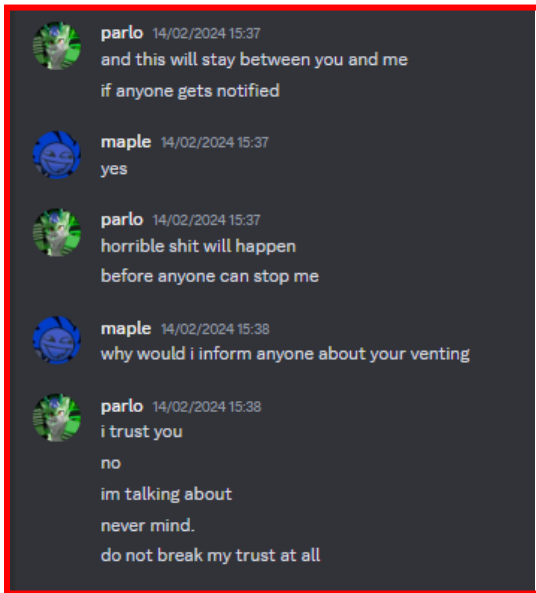 parlo 14/02/2024 15:37
and this will stay between you and me
if anyone gets notified
maple 14/02/2024 15:37
yes
parlo 14/02/2024 15:37
horrible shit will happen
before anyone can stop me
maple 14/02/2024 15:38
why would i inform anyone about your venting
parlo 14/02/2024 15:38
i trust you
no
im talking about
never mind.
do not break my trust at all